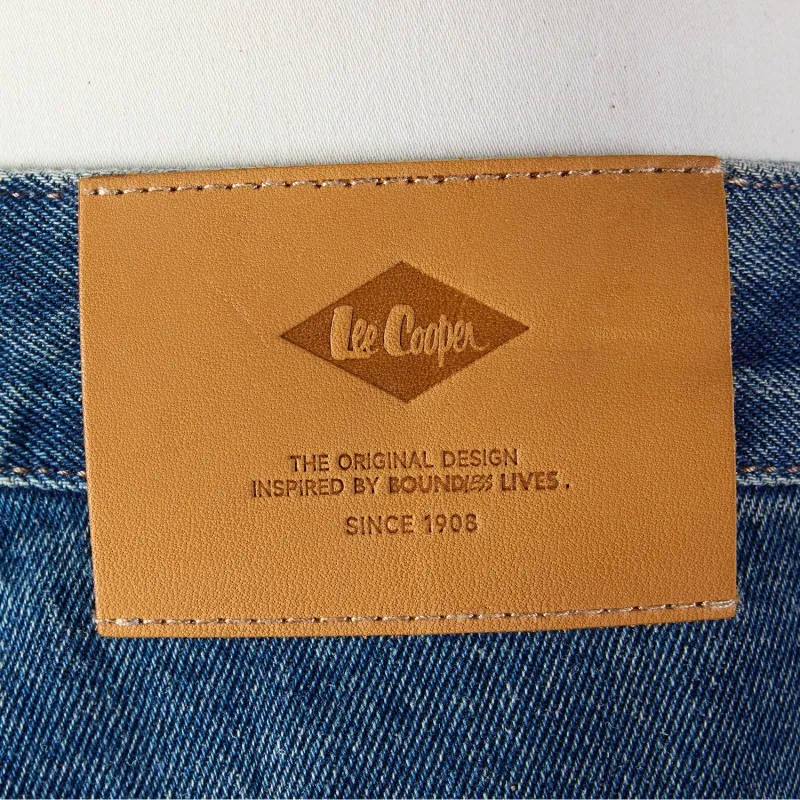 Lee Cooper
THE ORIGINAL DESIGN
INSPIRED BY BOUNDLESS LIVES.
SINCE 1908